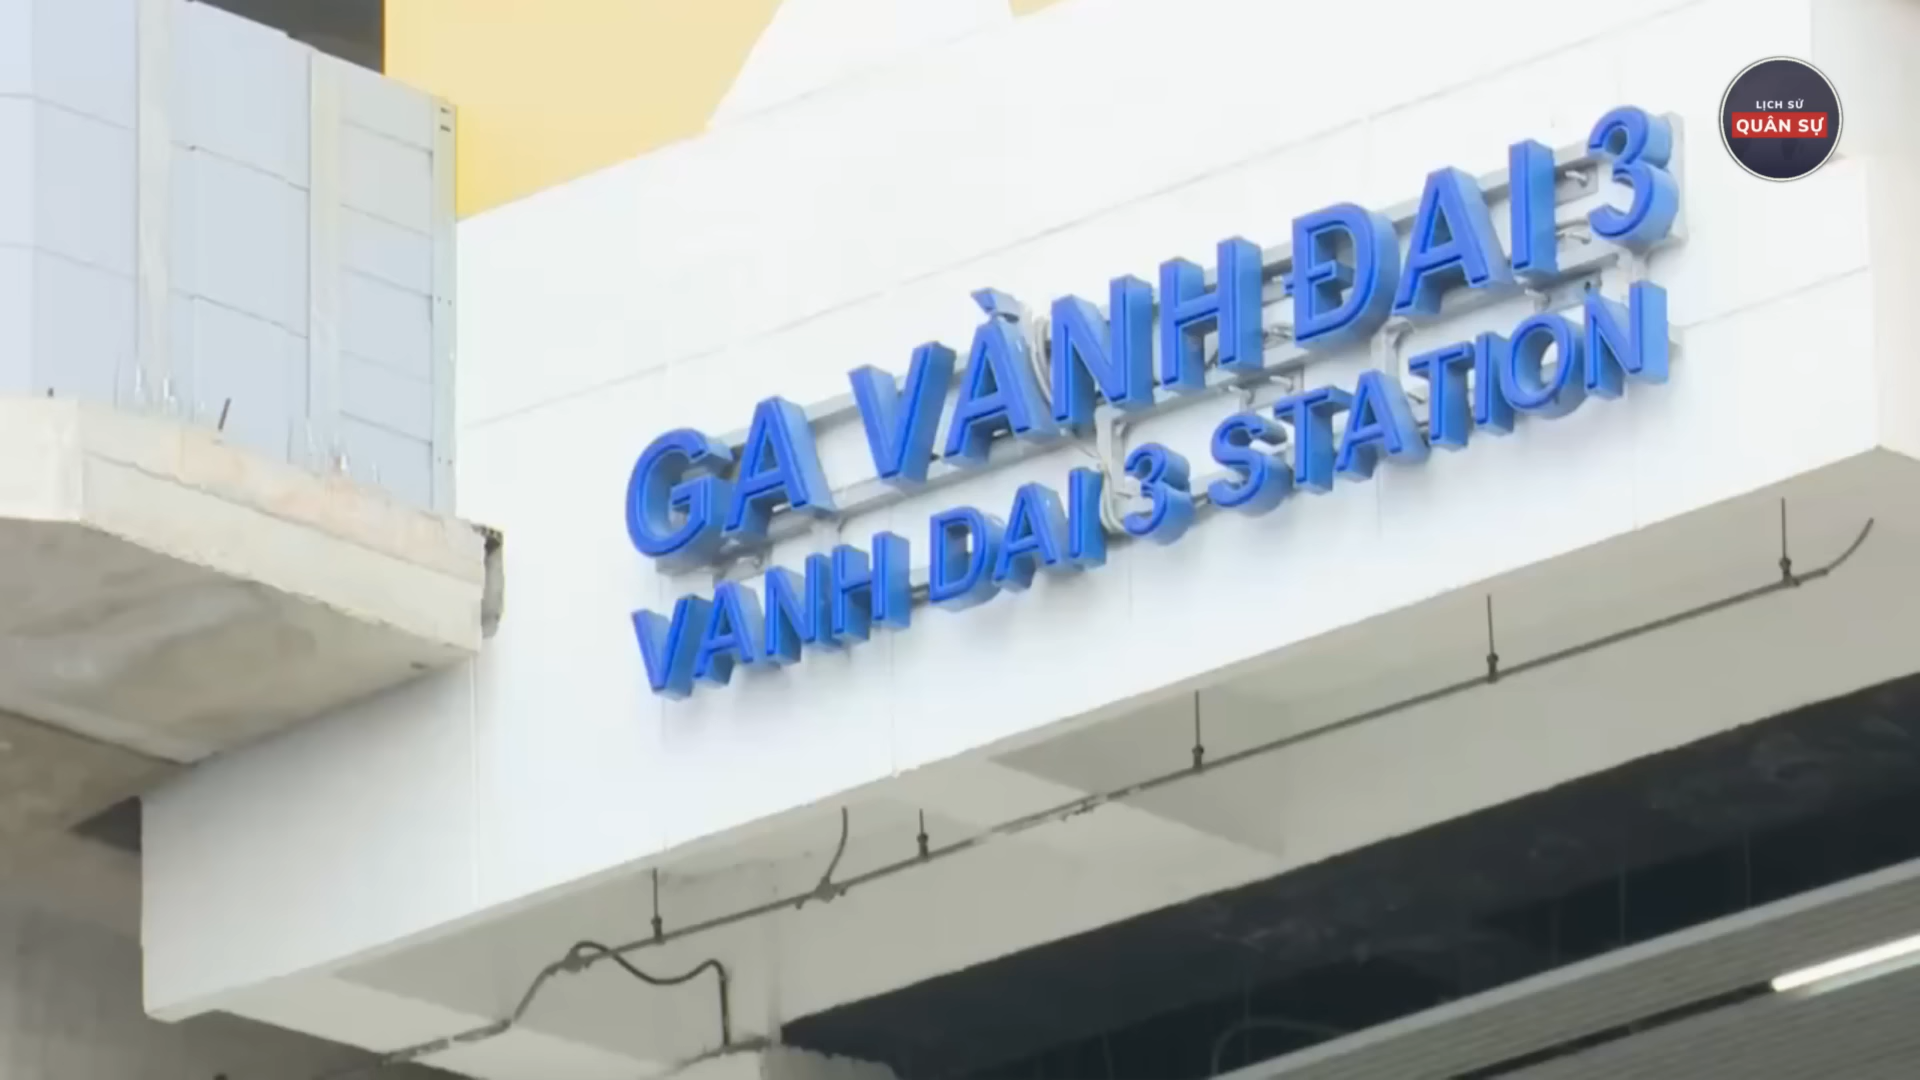 LỊCH SỬ
QUÂN SỰ
GA VÀNH ĐAI 3
VANH DAI 3 STATION